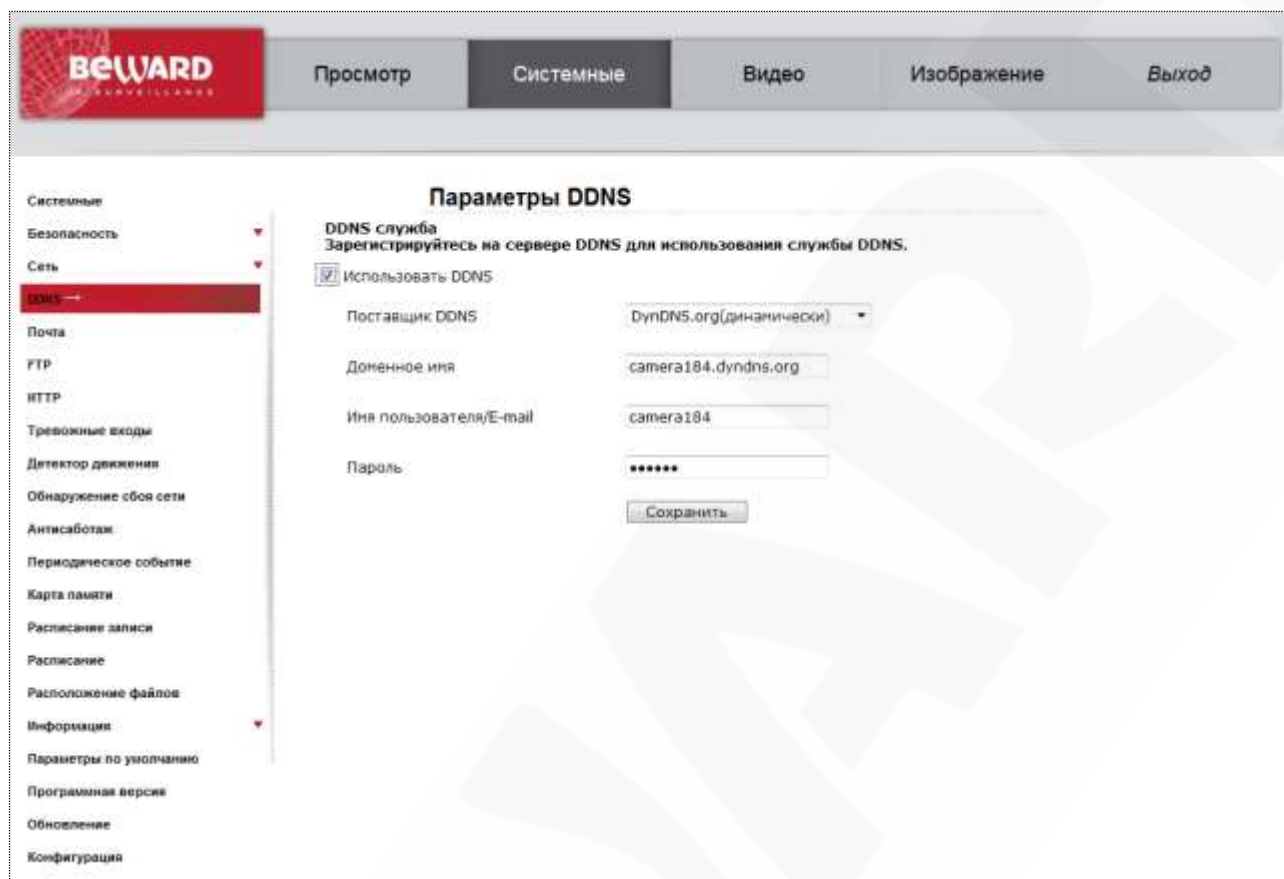 BEWARD
Просмотр
Системные
Видео
Изображение
Выход
Системные
Безопасность
Сеть
DDNS →
Почта
FTP
HTTP
Тревожные входы
Детектор движения
Обнаружение сбоя сети
Антисаботаж
Периодическое событие
Карта памяти
Расписание записи
Расписание
Расположение файлов
Информация
Параметры по умолчанию
Программная версия
Обновление
Конфигурация
Параметры DDNS
DDNS служба
Зарегистрируйтесь на сервере DDNS для использования службы DDNS.
Использовать DDNS
Поставщик DDNS DynDNS.org(динамически)
Доменное имя camera184.dyndns.org
Имя пользователя/E-mail camera184
Пароль ••••••
Сохранить